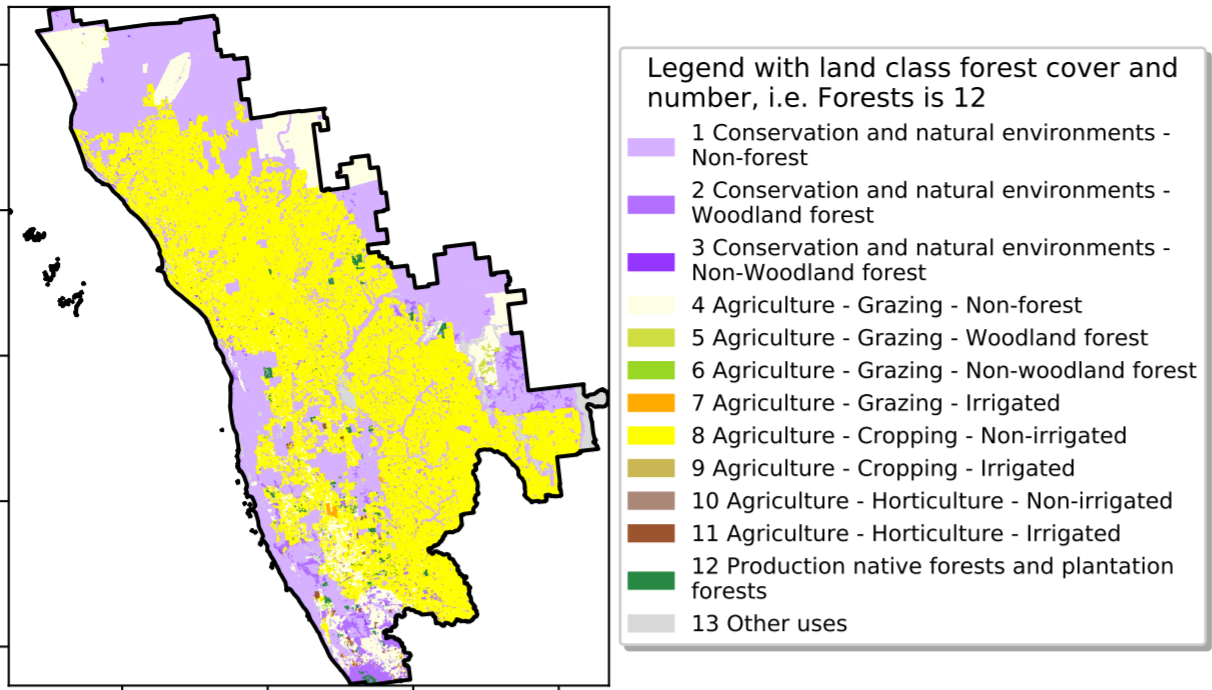 Legend with land class forest cover and
number, i.e. Forests is 12
1 Conservation and natural environments -
Non-forest
2 Conservation and natural environments -
Woodland forest
3 Conservation and natural environments -
Non-Woodland forest
4 Agriculture - Grazing - Non-forest
5 Agriculture - Grazing - Woodland forest
6 Agriculture - Grazing - Non-woodland forest
7 Agriculture - Grazing - Irrigated
8 Agriculture - Cropping - Non-irrigated
9 Agriculture - Cropping - Irrigated
10 Agriculture - Horticulture - Non-irrigated
11 Agriculture - Horticulture - Irrigated
12 Production native forests and plantation
forests
13 Other uses